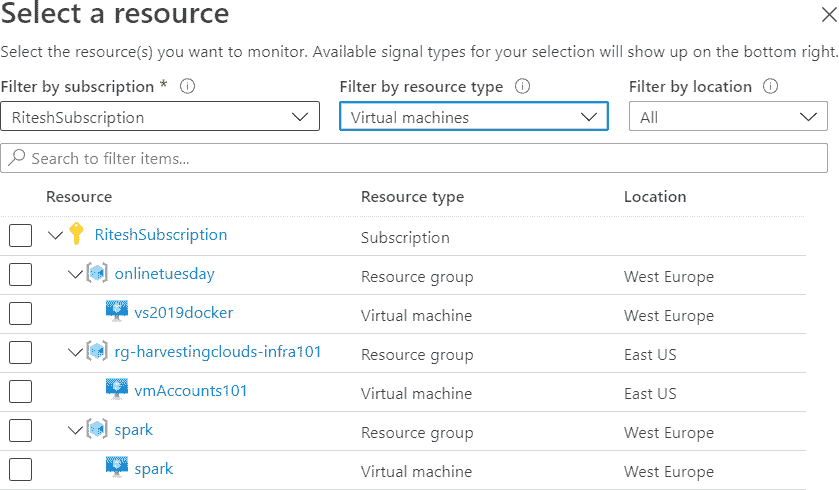 Select a resource
Select the resource(s) you want to monitor. Available signal types for your selection will show up on the bottom right.
Filter by subscription * Filter by resource type Filter by location
RiteshSubscription Virtual machines All
Search to filter items...
Resource Resource type Location
RiteshSubscription Subscription
onlinetuesday Resource group West Europe
vs2019docker Virtual machine West Europe
rg-harvestingclouds-infra101 Resource group East US
vmAccounts101 Virtual machine East US
spark Resource group West Europe
spark Virtual machine West Europe